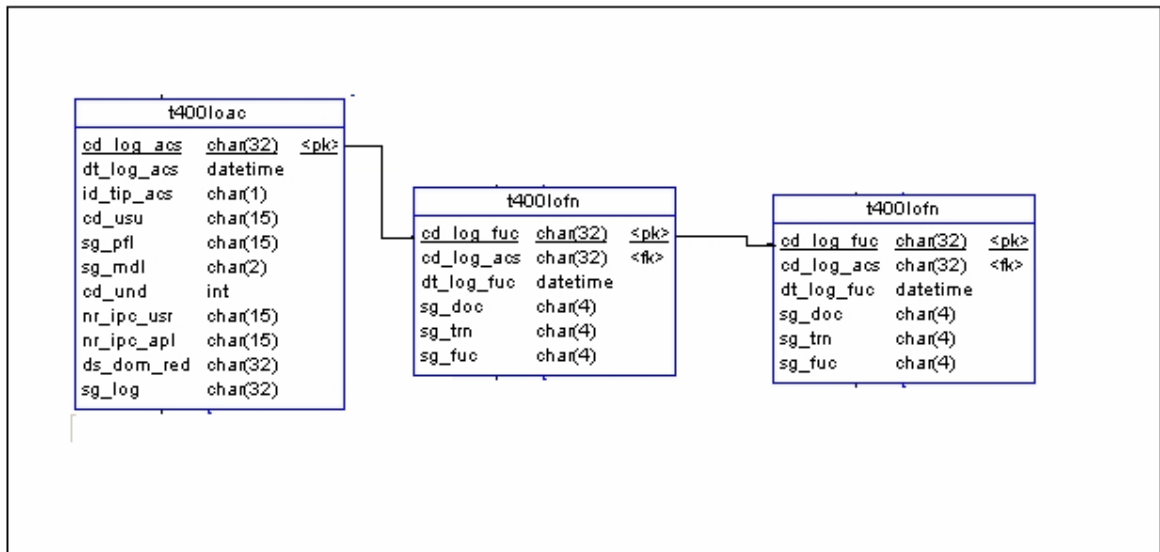 t400loac
cd_log_acs char(32) <pk>
dt_log_acs datetime
id_tip_acs char(1)
cd_usu char(15)
sg_pfl char(15)
sg_mdl char(2)
cd_und int
nr_ipc_usr char(15)
nr_ipc_apl char(15)
ds_dom_red char(32)
sg_log char(32)
t400lofn
cd_log_fuc char(32) <pk>
cd_log_acs char(32) <fk>
dt_log_fuc datetime
sg_doc char(4)
sg_trn char(4)
sg_fuc char(4)
t400lofn
cd_log_fuc char(32) <pk>
cd_log_acs char(32) <fk>
dt_log_fuc datetime
sg_doc char(4)
sg_trn char(4)
sg_fuc char(4)